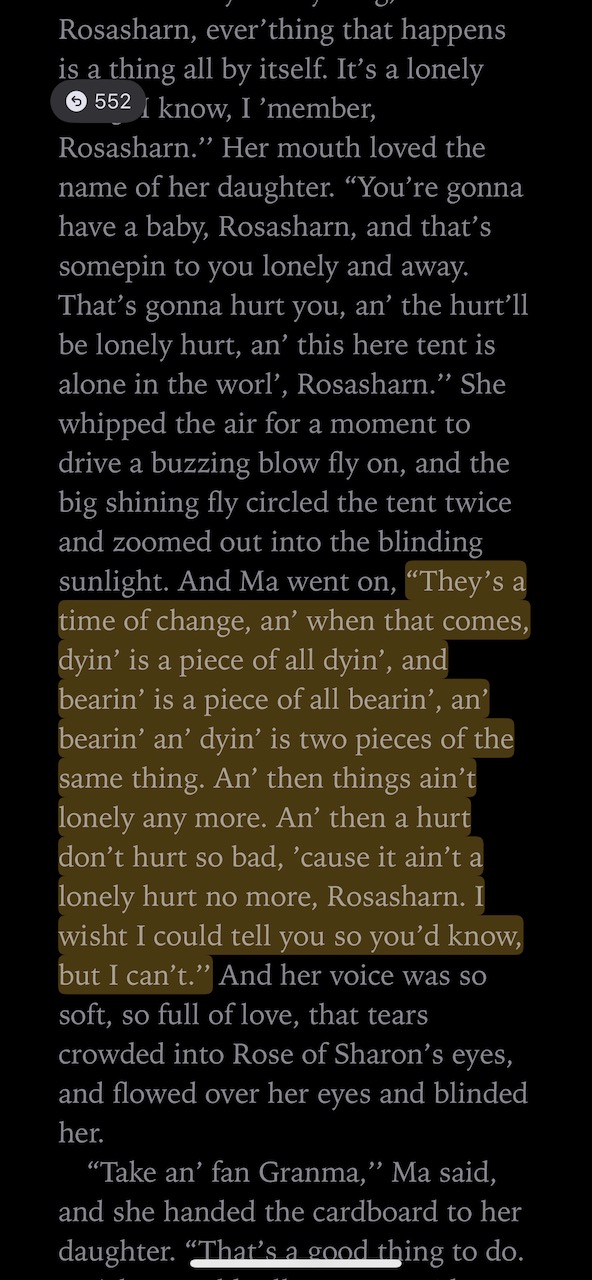 Rosasharn, ever’thing that happens
is a thing all by itself. It’s a lonely
552
I know, I ’member,
Rosasharn.’’ Her mouth loved the
name of her daughter. “You’re gonna
have a baby, Rosasharn, and that’s
somepin to you lonely and away.
That’s gonna hurt you, an’ the hurt’ll
be lonely hurt, an’ this here tent is
alone in the worl’, Rosasharn.’’ She
whipped the air for a moment to
drive a buzzing blow fly on, and the
big shining fly circled the tent twice
and zoomed out into the blinding
sunlight. And Ma went on, “They’s a
time of change, an’ when that comes,
dyin’ is a piece of all dyin’, and
bearin’ is a piece of all bearin’, an’
bearin’ an’ dyin’ is two pieces of the
same thing. An’ then things ain’t
lonely any more. An’ then a hurt
don’t hurt so bad, ’cause it ain’t a
lonely hurt no more, Rosasharn. I
wisht I could tell you so you’d know,
but I can’t.’’ And her voice was so
soft, so full of love, that tears
crowded into Rose of Sharon’s eyes,
and flowed over her eyes and blinded
her.
“Take an’ fan Granma,’’ Ma said,
and she handed the cardboard to her
daughter. “That’s a good thing to do.